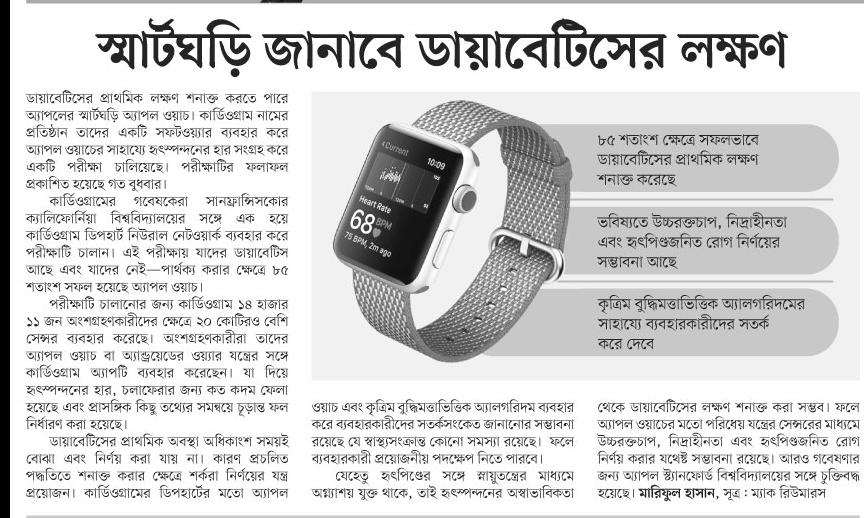 স্মার্টঘড়ি জানাবে ডায়াবেটিসের লক্ষণ
ডায়াবেটিসের প্রাথমিক লক্ষণ শনাক্ত করতে পারে
অ্যাপলের স্মার্টঘড়ি অ্যাপল ওয়াচ। কার্ডিওগ্রাম নামের
প্রতিষ্ঠান তাদের একটি সফটওয়্যার ব্যবহার করে
অ্যাপল ওয়াচের সাহায্যে হৃৎস্পন্দনের হার সংগ্রহ করে
একটি পরীক্ষা চালিয়েছে। পরীক্ষাটির ফলাফল
প্রকাশিত হয়েছে গত বুধবার।
কার্ডিওগ্রামের গবেষকেরা সানফ্রান্সিসকোর
ক্যালিফোর্নিয়া বিশ্ববিদ্যালয়ের সঙ্গে এক হয়ে
কার্ডিওগ্রাম ডিপহার্ট নিউরাল নেটওয়ার্ক ব্যবহার করে
পরীক্ষাটি চালান। এই পরীক্ষায় যাদের ডায়াবেটিস
আছে এবং যাদের নেই—পার্থক্য করার ক্ষেত্রে ৮৫
শতাংশ সফল হয়েছে অ্যাপল ওয়াচ।
পরীক্ষাটি চালানোর জন্য কার্ডিওগ্রাম ১৪ হাজার
১১ জন অংশগ্রহণকারীদের ক্ষেত্রে ২০ কোটিরও বেশি
সেন্সর ব্যবহার করেছে। অংশগ্রহণকারীরা তাদের
অ্যাপল ওয়াচ বা অ্যান্ড্রয়েডের ওয়্যার যন্ত্রের সঙ্গে
কার্ডিওগ্রাম অ্যাপটি ব্যবহার করেছেন। যা দিয়ে
হৃৎস্পন্দনের হার, চলাফেরার জন্য কত কদম ফেলা
হয়েছে এবং প্রাসঙ্গিক কিছু তথ্যের সমন্বয়ে চূড়ান্ত ফল
নির্ধারণ করা হয়েছে।
ডায়াবেটিসের প্রাথমিক অবস্থা অধিকাংশ সময়ই
বোঝা এবং নির্ণয় করা যায় না। কারণ প্রচলিত
পদ্ধতিতে শনাক্ত করার ক্ষেত্রে শর্করা নির্ণয়ের যন্ত্র
প্রয়োজন। কার্ডিওগ্রামের ডিপহার্টের মতো অ্যাপল
‹Current
10:09
Heart Rate
68 BPM
75 BPM, 2m ago
৮৫ শতাংশ ক্ষেত্রে সফলভাবে
ডায়াবেটিসের প্রাথমিক লক্ষণ
শনাক্ত করেছে
ভবিষ্যতে উচ্চরক্তচাপ, নিদ্রাহীনতা
এবং হৃৎপিণ্ডজনিত রোগ নির্ণয়ের
সম্ভাবনা আছে
কৃত্রিম বুদ্ধিমত্তাভিত্তিক অ্যালগরিদমের
সাহায্যে ব্যবহারকারীদের সতর্ক
করে দেবে
ওয়াচ এবং কৃত্রিম বুদ্ধিমত্তাভিত্তিক অ্যালগরিদম ব্যবহার
করে ব্যবহারকারীদের সতর্কসংকেত জানানোর সম্ভাবনা
রয়েছে যে স্বাস্থ্যসংক্রান্ত কোনো সমস্যা রয়েছে। ফলে
ব্যবহারকারী প্রয়োজনীয় পদক্ষেপ নিতে পারবে।
যেহেতু হৃৎপিণ্ডের সঙ্গে স্নায়ুতন্ত্রের মাধ্যমে
অগ্ন্যাশয় যুক্ত থাকে, তাই হৃৎস্পন্দনের অস্বাভাবিকতা
থেকে ডায়াবেটিসের লক্ষণ শনাক্ত করা সম্ভব। ফলে
অ্যাপল ওয়াচের মতো পরিধেয় যন্ত্রের সেন্সরের মাধ্যমে
উচ্চরক্তচাপ, নিদ্রাহীনতা এবং হৃৎপিণ্ডজনিত রোগ
নির্ণয় করার যথেষ্ট সম্ভাবনা রয়েছে। আরও গবেষণার
জন্য অ্যাপল স্ট্যানফোর্ড বিশ্ববিদ্যালয়ের সঙ্গে চুক্তিবদ্ধ
হয়েছে। মারিফুল হাসান, সূত্র : ম্যাক রিউমারস